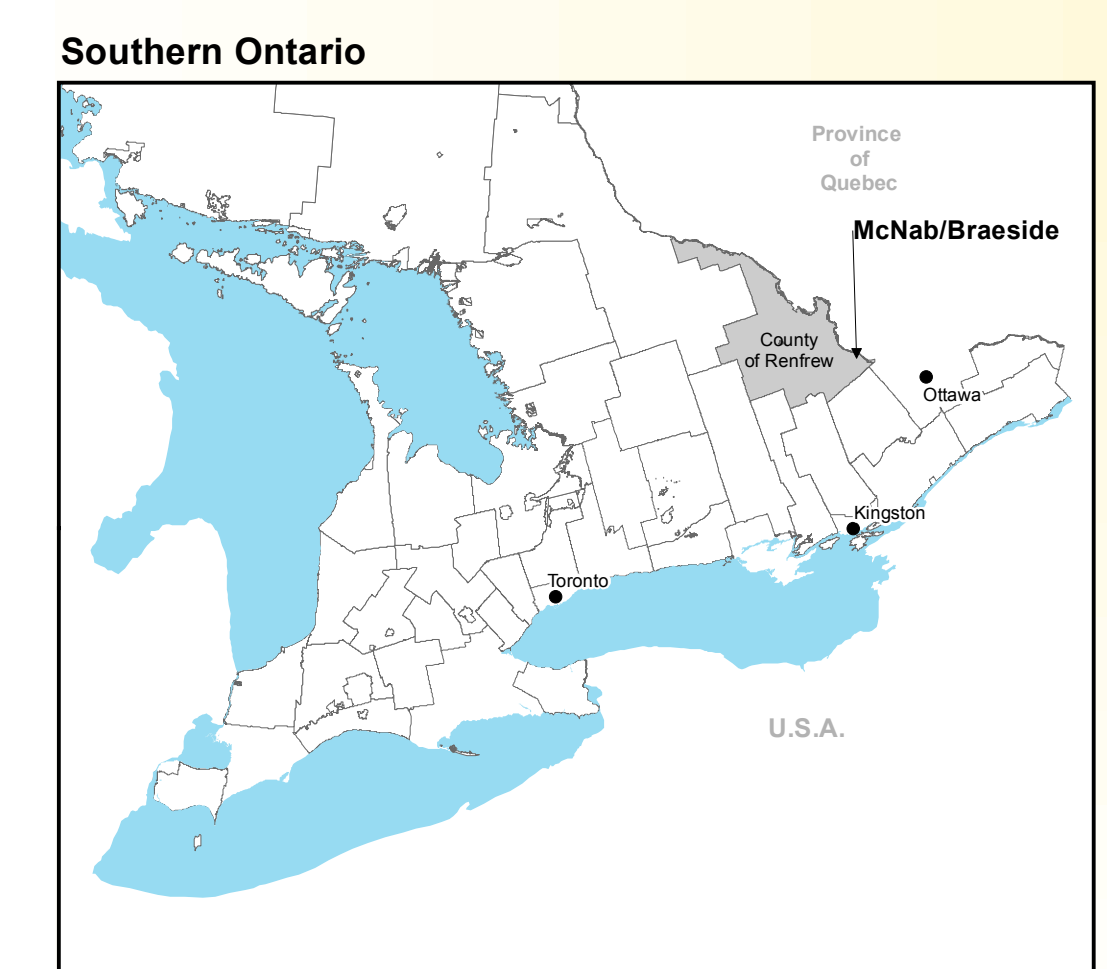 Southern Ontario
Province
of
Quebec
McNab/Braeside
County
of Renfrew
Ottawa
Kingston
Toronto
U.S.A.